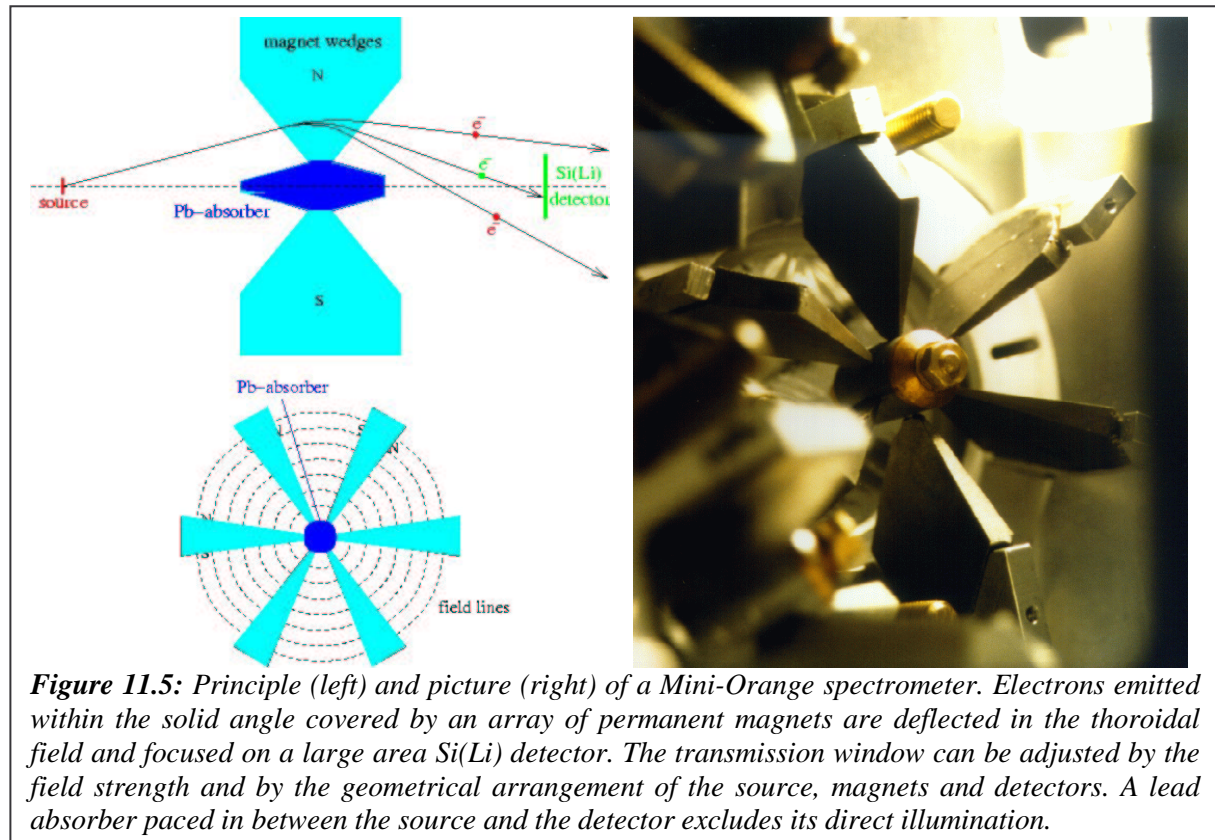 magnet wedges
N
e⁻
e⁻
Si(Li)
detector
source
Pb-absorber
e⁻
S
Pb-absorber
N
S
N
N
S
field lines
Figure 11.5: Principle (left) and picture (right) of a Mini-Orange spectrometer. Electrons emitted
within the solid angle covered by an array of permanent magnets are deflected in the thoroidal
field and focused on a large area Si(Li) detector. The transmission window can be adjusted by the
field strength and by the geometrical arrangement of the source, magnets and detectors. A lead
absorber paced in between the source and the detector excludes its direct illumination.